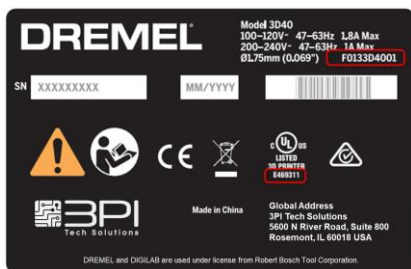 DREMEL
Model 3D40
100-120V~ 47-63Hz 1,8A Max
200-240V~ 47-63Hz 1A Max
Ø1.75mm (0.069") F0133D4001
SN XXXXXXXXX MM/YYYY
CE
c UL US
LISTED
3D PRINTER
E469311
3PI
Tech Solutions
Made in China
Global Address
3PI Tech Solutions
5600 N River Road, Suite 800
Rosemont, IL 60018 USA
DREMEL and DIGILAB are used under license from Robert Bosch Tool Corporation.